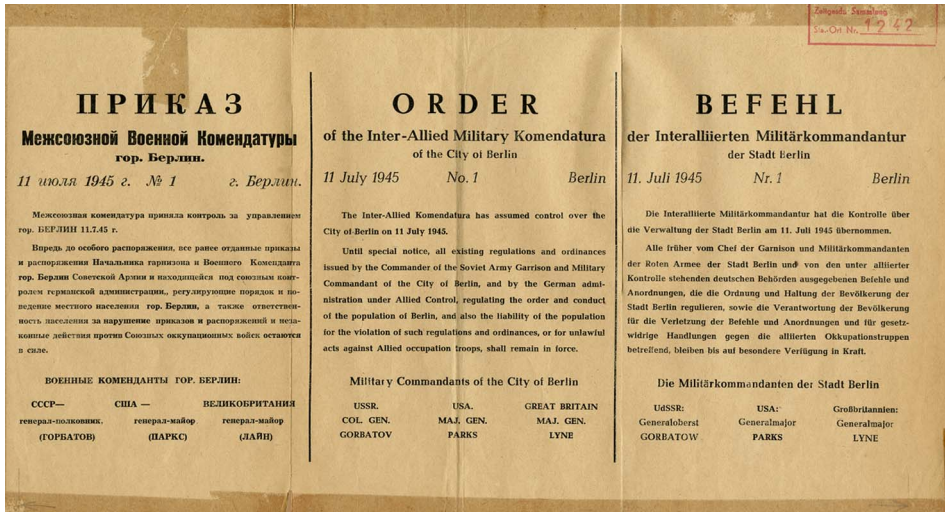 Zeitgesch. Sammlung
Sta.-Ort Nr. 1242
ПРИКАЗ
Межсоюзной Военной Комендатуры
гор. Берлин.
11 июля 1945 г. № 1 г. Берлин.
Межсоюзная комендатура приняла контроль за управлением
гор. БЕРЛИН 11.7.45 г.
Впредь до особого распоряжения, все ранее отданные приказы
и распоряжения Начальника гарнизона и Военного Коменданта
гор. Берлин Советской Армии и находящейся под союзным конт-
ролем германской администрации,, регулирующие порядок и по-
ведение местного населения гор. Берлин, а также ответствен-
ность населения за нарушение приказов и распоряжений и неза-
конные действия против Союзных оккупационных войск остаются
в силе.
ВОЕННЫЕ КОМЕНДАНТЫ ГОР. БЕРЛИН:
СССР— США — ВЕЛИКОБРИТАНИЯ
генерал-полковник. генерал-майор генерал-майор
(ГОРБАТОВ) (ПАРКС) (ЛАЙН)
ORDER
of the Inter-Allied Military Komendatura
of the City of Berlin
11 July 1945 No. 1 Berlin
The Inter-Allied Komendatura has assumed control over the
City of Berlin on 11 July 1945.
Until special notice, all existing regulations and ordinances
issued by the Commander of the Soviet Army Garrison and Military
Commandant of the City of Berlin, and by the German admi-
nistration under Allied Control, regulating the order and conduct
of the population of Berlin, and also the liability of the population
for the violation of such regulations and ordinances, or for unlawful
acts against Allied occupation troops, shall remain in force.
Military Commandants of the City of Berlin
USSR. USA. GREAT BRITAIN
COL. GEN. MAJ. GEN. MAJ. GEN.
GORBATOV PARKS LYNE
BEFEHL
der Interalliierten Militärkommandantur
der Stadt Berlin
11. Juli 1945 Nr. 1 Berlin
Die Interalliierte Militärkommandantur hat die Kontrolle über
die Verwaltung der Stadt Berlin am 11. Juli 1945 übernommen.
Alle früher vom Chef der Garnison und Militärkommandanten
der Roten Armee der Stadt Berlin und von den unter alliierter
Kontrolle stehenden deutschen Behörden ausgegebenen Befehle und
Anordnungen, die die Ordnung und Haltung der Bevölkerung der
Stadt Berlin regulieren, sowie die Verantwortung der Bevölkerung
für die Verletzung der Befehle und Anordnungen und für gesetz-
widrige Handlungen gegen die alliierten Okkupationstruppen
betreffend, bleiben bis auf besondere Verfügung in Kraft.
Die Militärkommandanten der Stadt Berlin
UdSSR: USA: Großbritannien:
Generaloberst Generalmajor Generalmajor
GORBATOW PARKS LYNE